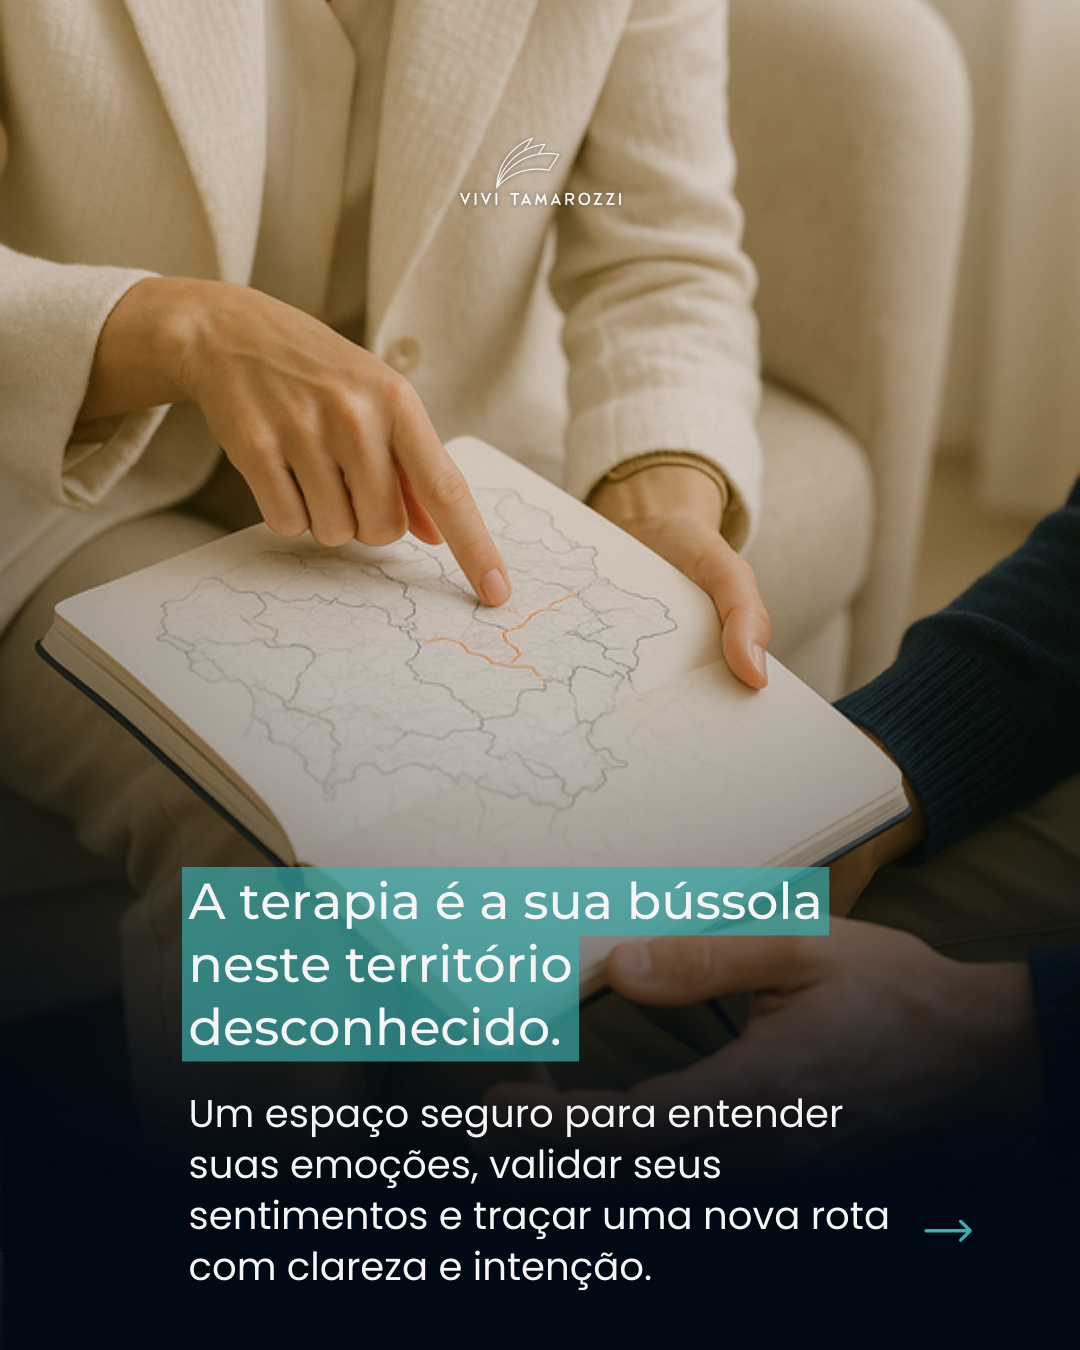 VIVI TAMAROZZI
A terapia é a sua bússola
neste território
desconhecido.
Um espaço seguro para entender
suas emoções, validar seus
sentimentos e traçar uma nova rota
com clareza e intenção.